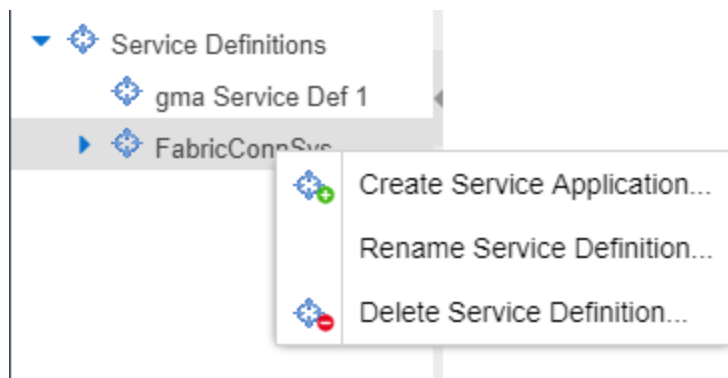 Service Definitions
gma Service Def 1
FabricConnSys
Create Service Application...
Rename Service Definition...
Delete Service Definition...